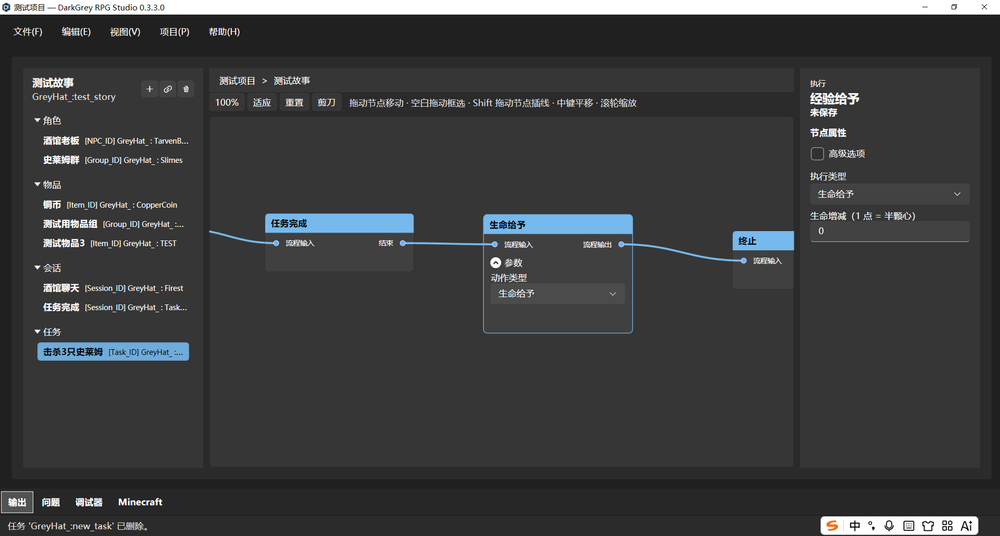 测试项目 — DarkGrey RPG Studio 0.3.3.0
文件(F) 编辑(E) 视图(V) 项目(P) 帮助(H)
测试故事
GreyHat_:test_story
角色
酒馆老板 [NPC_ID] GreyHat_ : TarvenB...
史莱姆群 [Group_ID] GreyHat_ : Slimes
物品
铜币 [Item_ID] GreyHat_ : CopperCoin
测试用物品组 [Group_ID] GreyHat_ :...
测试物品3 [Item_ID] GreyHat_ : TEST
会话
酒馆聊天 [Session_ID] GreyHat_ : Firest
任务完成 [Session_ID] GreyHat_ : Task...
任务
击杀3只史莱姆 [Task_ID] GreyHat_ :...
测试项目 > 测试故事
100% 适应 重置 剪刀 拖动节点移动 · 空白拖动框选 · Shift 拖动节点插线 · 中键平移 · 滚轮缩放
任务完成
流程输入 结束
生命给予
流程输入 流程输出
参数
动作类型
生命给予
终止
流程输入
执行
经验给予
未保存
节点属性
高级选项
执行类型
生命给予
生命增减（1 点 = 半颗心）
0
输出 问题 调试器 Minecraft
任务 'GreyHat_:new_task' 已删除。
中